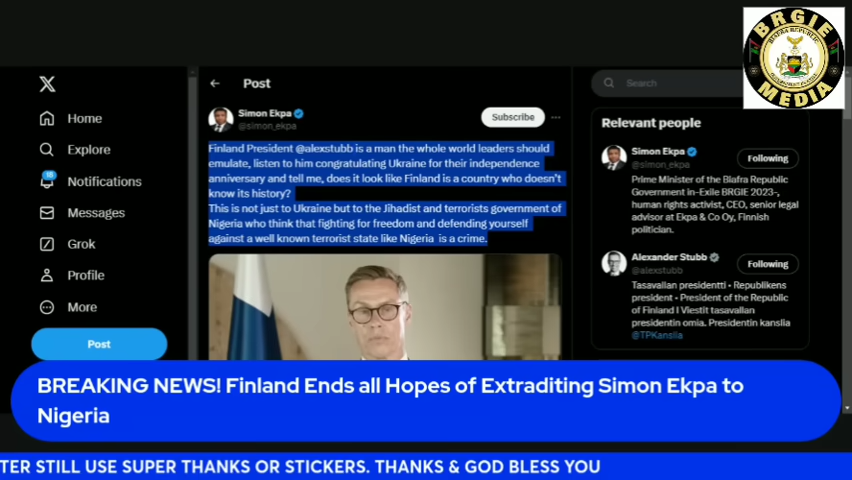 BRGIE
BIAFRA REPUBLIC
MEDIA
X
Post
Search
Home
Explore
18
Notifications
Messages
Grok
Profile
More
Post
Simon Ekpa
@simon_ekpa
Subscribe
Finland President @alexstubb is a man the whole world leaders should
emulate, listen to him congratulating Ukraine for their independence
anniversary and tell me, does it look like Finland is a country who doesn't
know its history?
This is not just to Ukraine but to the Jihadist and terrorists government of
Nigeria who think that fighting for freedom and defending yourself
against a well known terrorist state like Nigeria is a crime.
Relevant people
Simon Ekpa
@simon_ekpa
Following
Prime Minister of the Biafra Republic
Government in-Exile BRGIE 2023-,
human rights activist, CEO, senior legal
advisor at Ekpa & Co Oy, Finnish
politician.
Alexander Stubb
@alexstubb
Following
Tasavallan presidentti • Republikens
president • President of the Republic
of Finland I Viestit tasavallan
presidentin omia. Presidentin kanslia
@TPKanslia
BREAKING NEWS! Finland Ends all Hopes of Extraditing Simon Ekpa to
Nigeria
TER STILL USE SUPER THANKS OR STICKERS. THANKS & GOD BLESS YOU